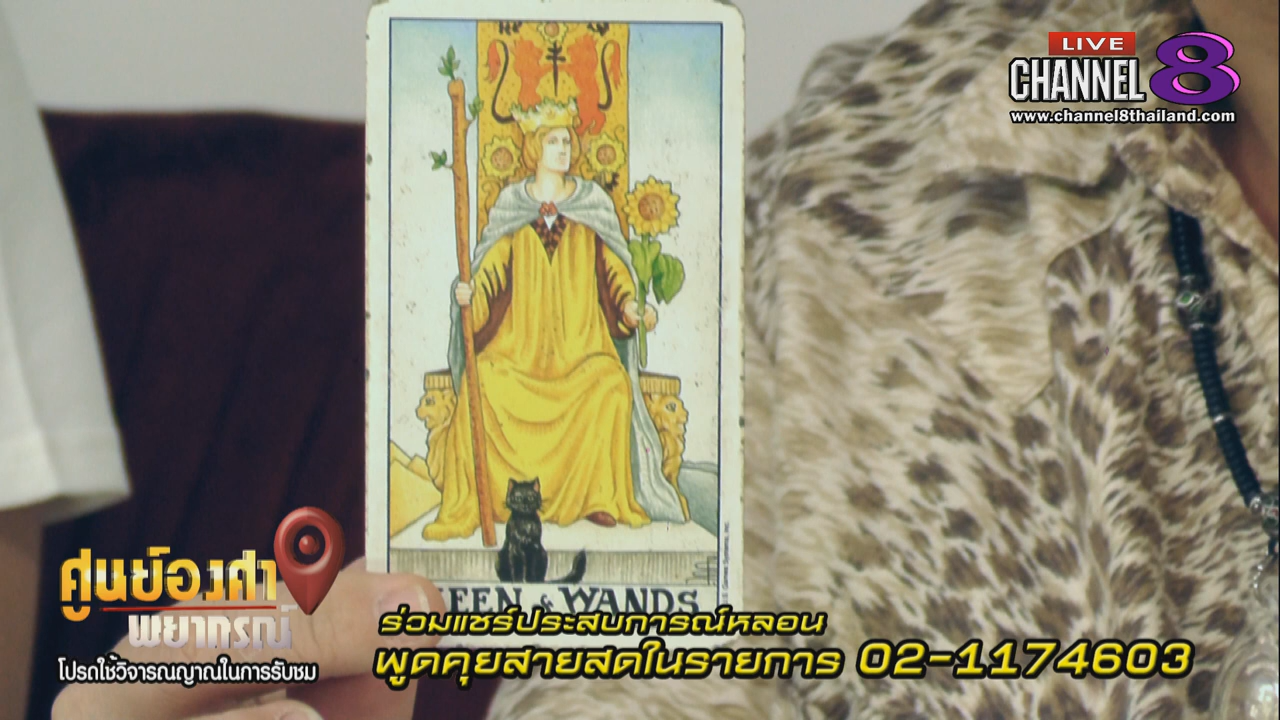 LIVE
CHANNEL 8
www.channel8thailand.com
EEN of WANDS
ศูนย์องศา
พยากรณ์
โปรดใช้วิจารณญาณในการรับชม
ร่วมแชร์ประสบการณ์หลอน
พูดคุยสายสดในรายการ 02-1174603